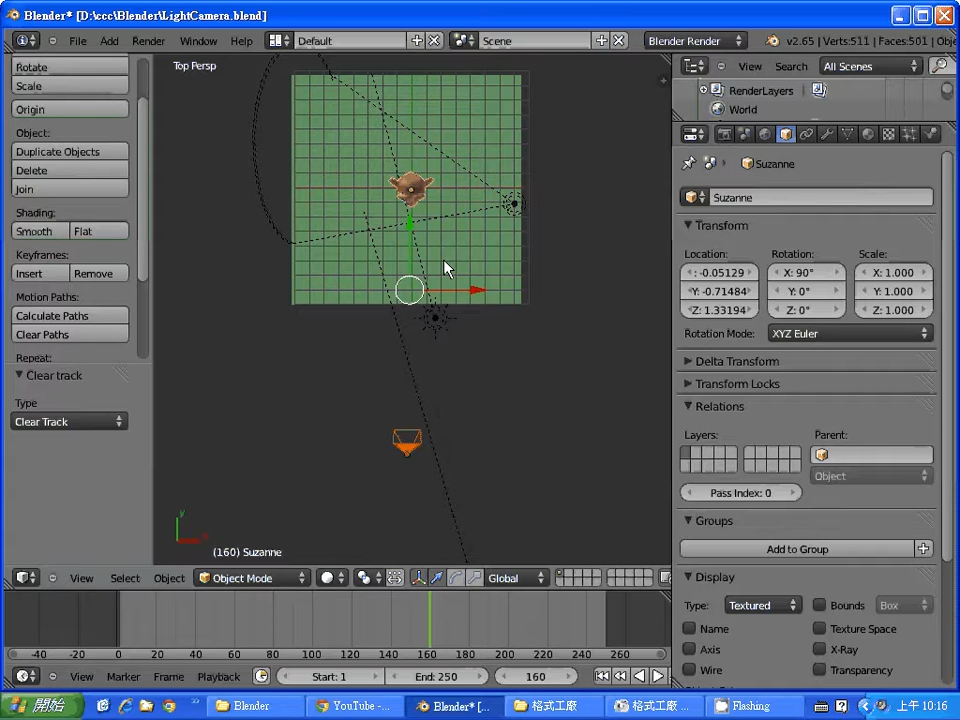 Blender* [D:\ccc\Blender\LightCamera.blend]
File Add Render Window Help Default Scene Blender Render v2.65 | Verts:511 | Faces:501 | Obje
Rotate
Scale
Origin
Object:
Duplicate Objects
Delete
Join
Shading:
Smooth Flat
Keyframes:
Insert Remove
Motion Paths:
Calculate Paths
Clear Paths
Repeat:
Clear track
Type
Clear Track
Top Persp
y
(160) Suzanne
View Search All Scenes
RenderLayers
World
Suzanne
Suzanne
Transform
Location: Rotation: Scale:
: -0.05129 X: 90° X: 1.000
Y: -0.71484 Y: 0° Y: 1.000
Z: 1.33194 Z: 0° Z: 1.000
Rotation Mode: XYZ Euler
Delta Transform
Transform Locks
Relations
Layers: Parent:
Object
Pass Index: 0
Groups
Add to Group
Display
Type: Textured Bounds Box
Name Texture Space
Axis X-Ray
Wire Transparency
View Select Object Object Mode Global
-40 -20 0 20 40 60 80 100 120 140 160 180 200 220 240 260
View Marker Frame Playback Start: 1 End: 250 160
開始 Blender YouTube -... Blender* [... 格式工廠 格式工廠 ... Flashing 上午 10:16